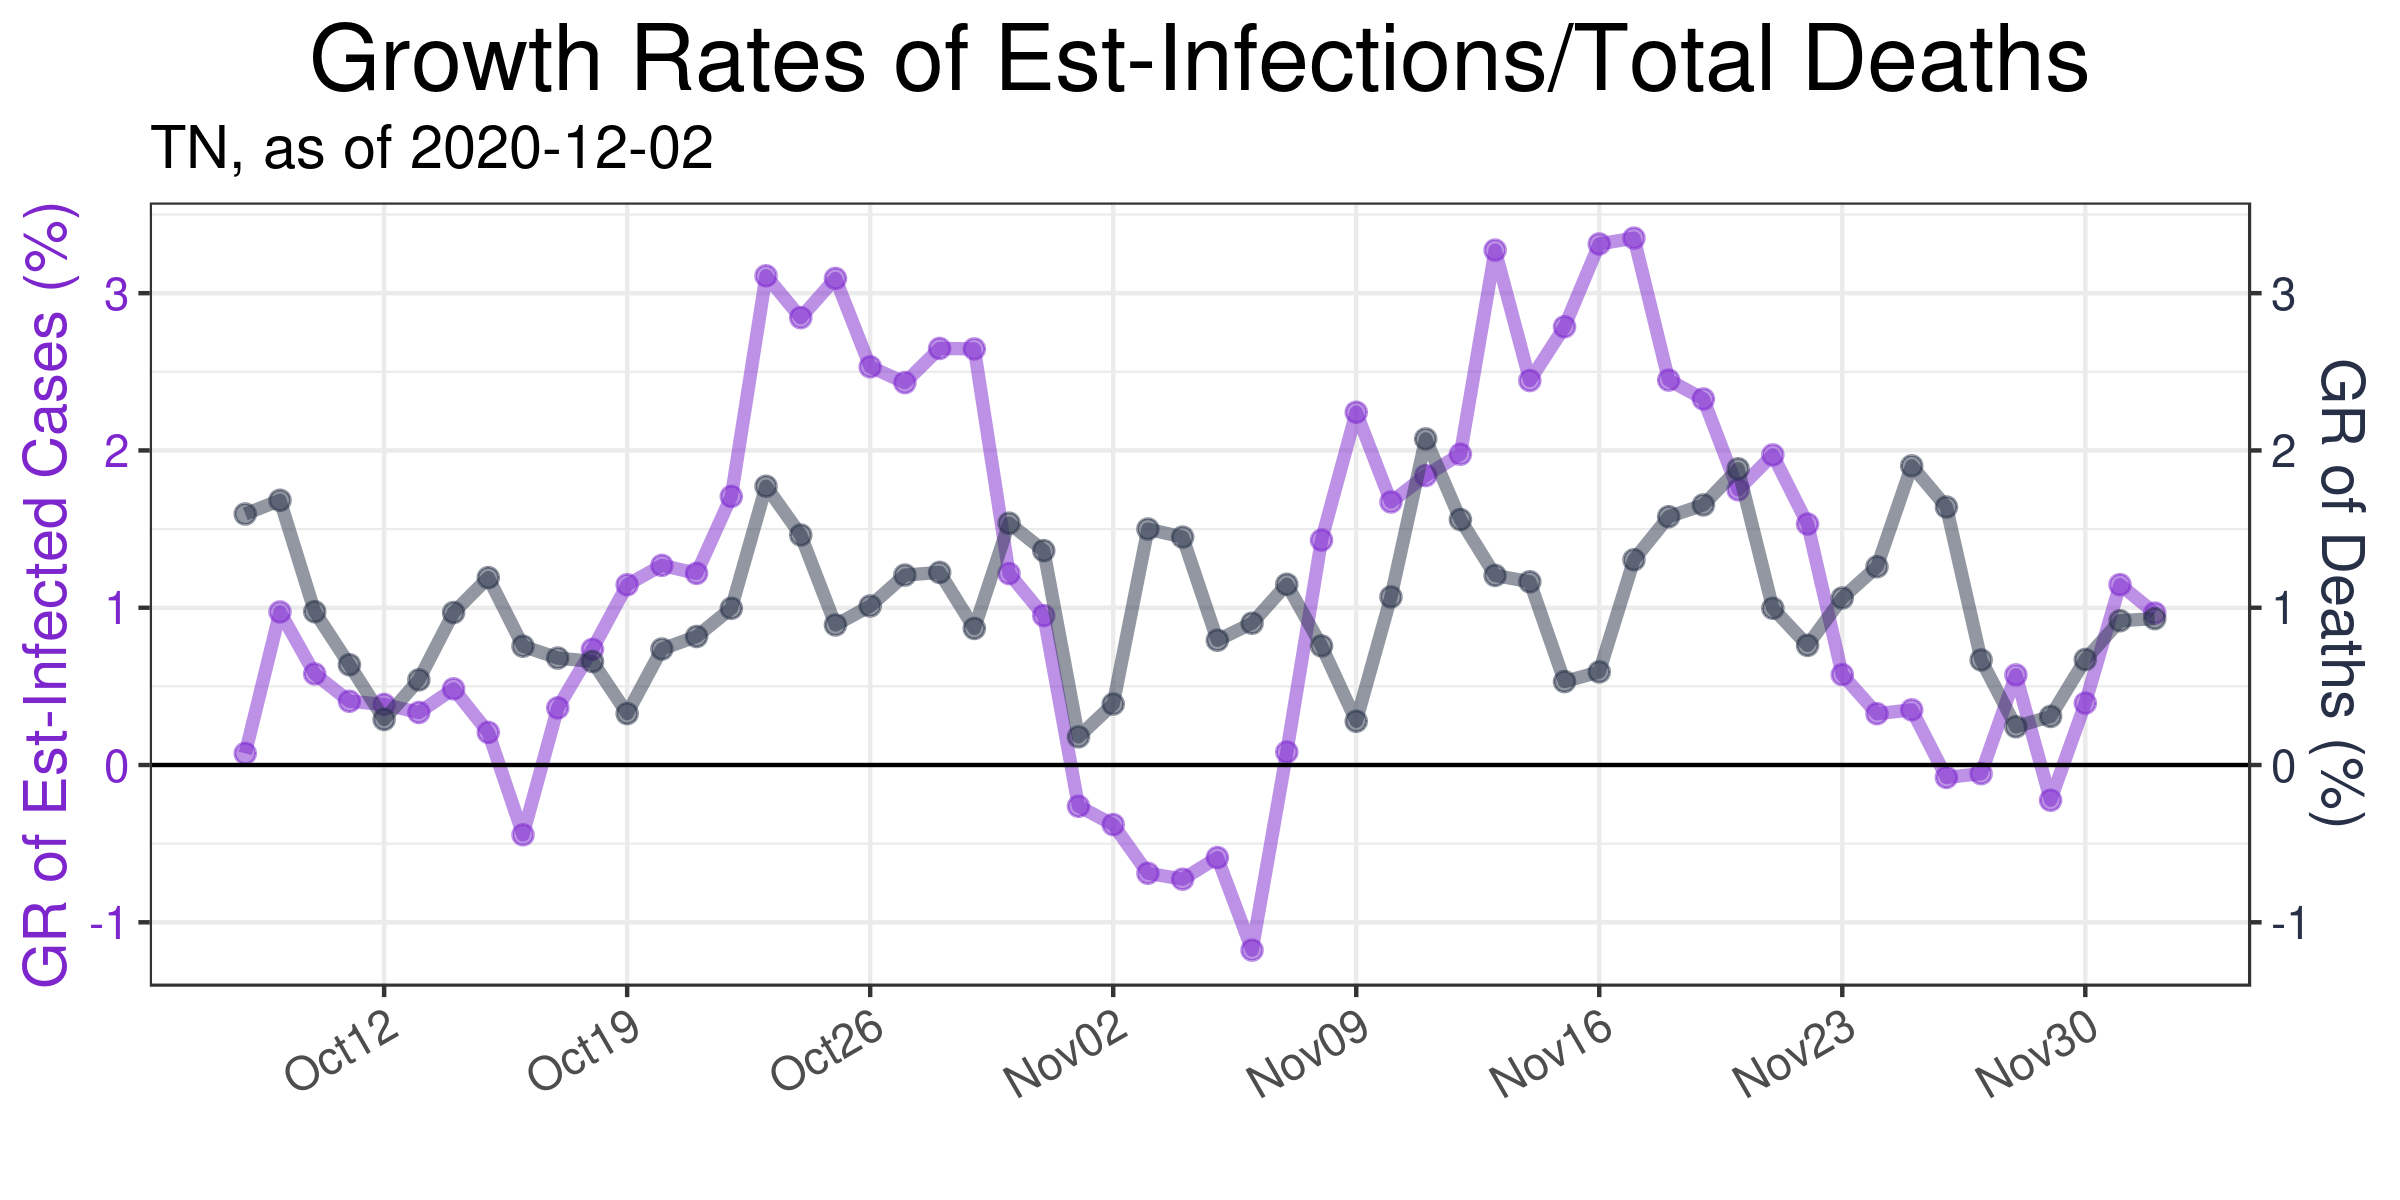 Growth Rates of Est-Infections/Total Deaths
TN, as of 2020-12-02
GR of Est-Infected Cases (%)
3
2
1
0
-1
3
2
1
0
-1
GR of Deaths (%)
Oct12
Oct19
Oct26
Nov02
Nov09
Nov16
Nov23
Nov30